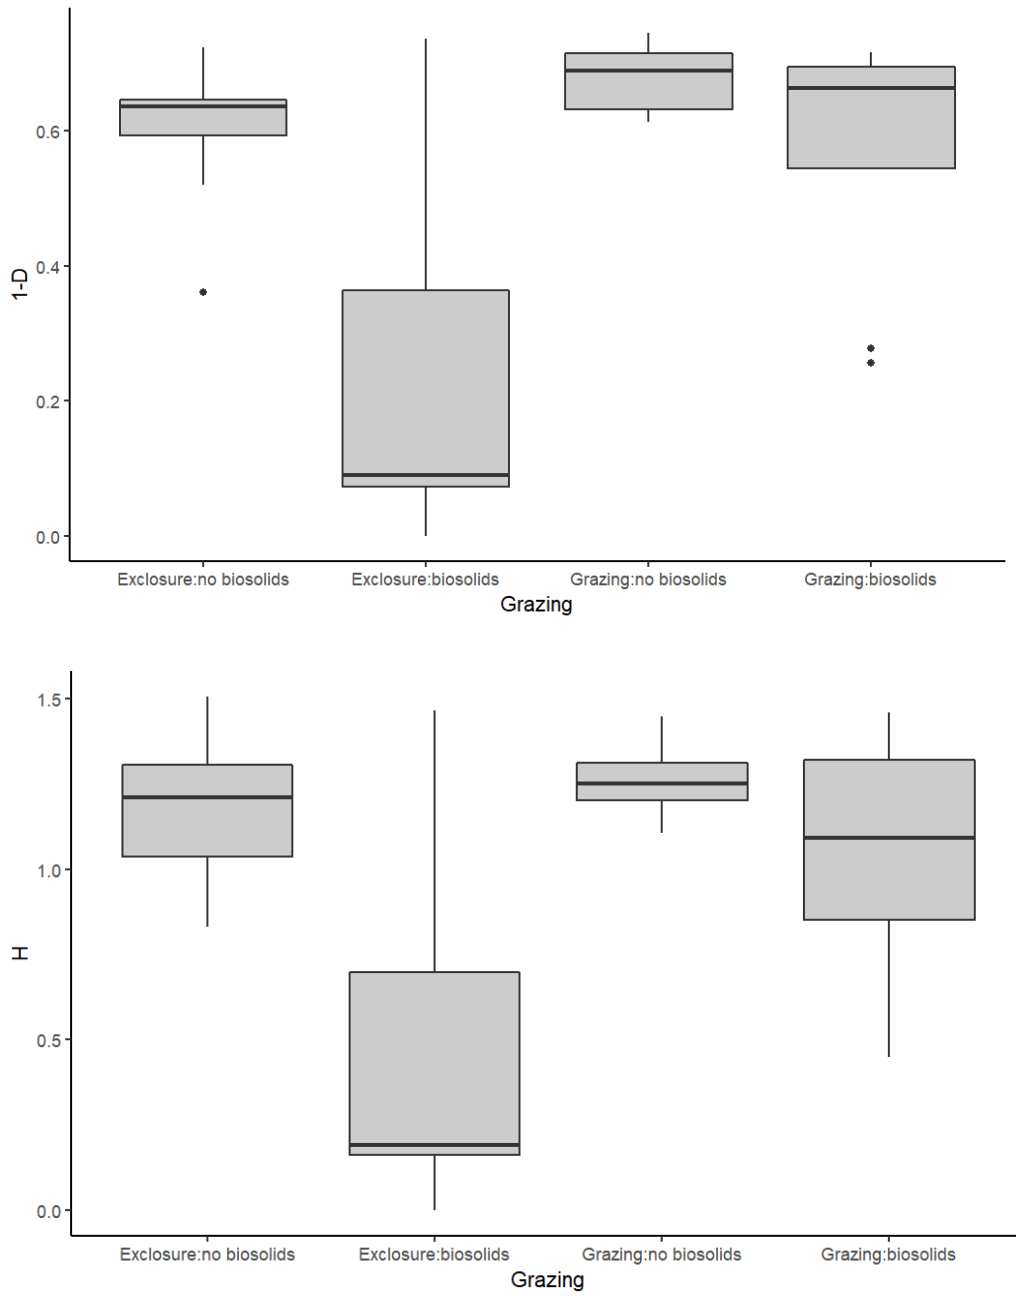 1-D
0.6
0.4
0.2
0.0
Exclosure:no biosolids Exclosure:biosolids Grazing:no biosolids Grazing:biosolids
Grazing
H
1.5
1.0
0.5
0.0
Exclosure:no biosolids Exclosure:biosolids Grazing:no biosolids Grazing:biosolids
Grazing